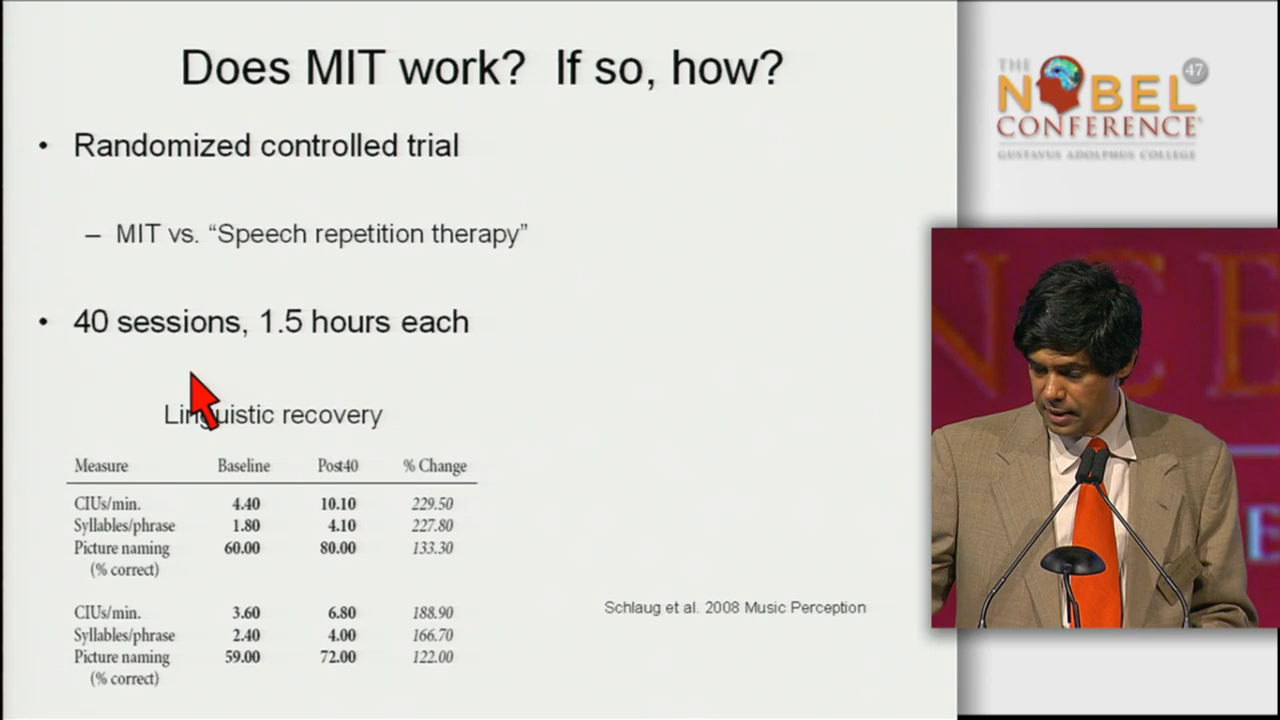 Does MIT work? If so, how?
• Randomized controlled trial
– MIT vs. “Speech repetition therapy”
• 40 sessions, 1.5 hours each
Linguistic recovery
Measure Baseline Post40 % Change
CIUs/min. 4.40 10.10 229.50
Syllables/phrase 1.80 4.10 227.80
Picture naming 60.00 80.00 133.30
(% correct)
CIUs/min. 3.60 6.80 188.90
Syllables/phrase 2.40 4.00 166.70
Picture naming 59.00 72.00 122.00
(% correct)
Schlaug et al. 2008 Music Perception
THE
NOBEL 47
CONFERENCE
GUSTAVUS ADOLPHUS COLLEGE
NCE
E